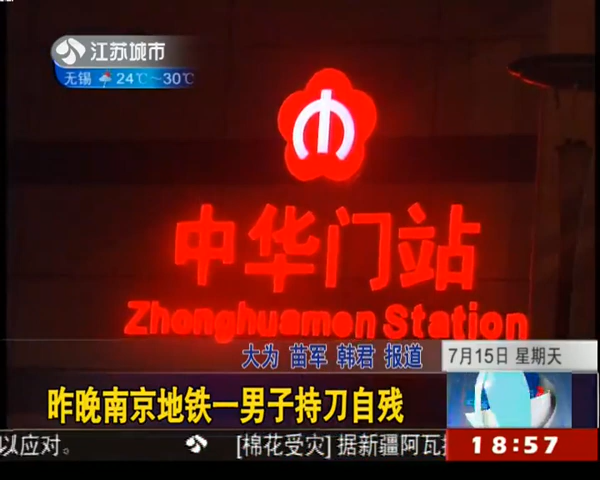 江苏城市
无锡 24℃~30℃
中华门站
Zhonghuamen Station
大为 苗军 韩君 报道
7月15日 星期天
昨晚南京地铁一男子持刀自残
以应对。 [棉花受灾] 据新疆阿瓦
18:57